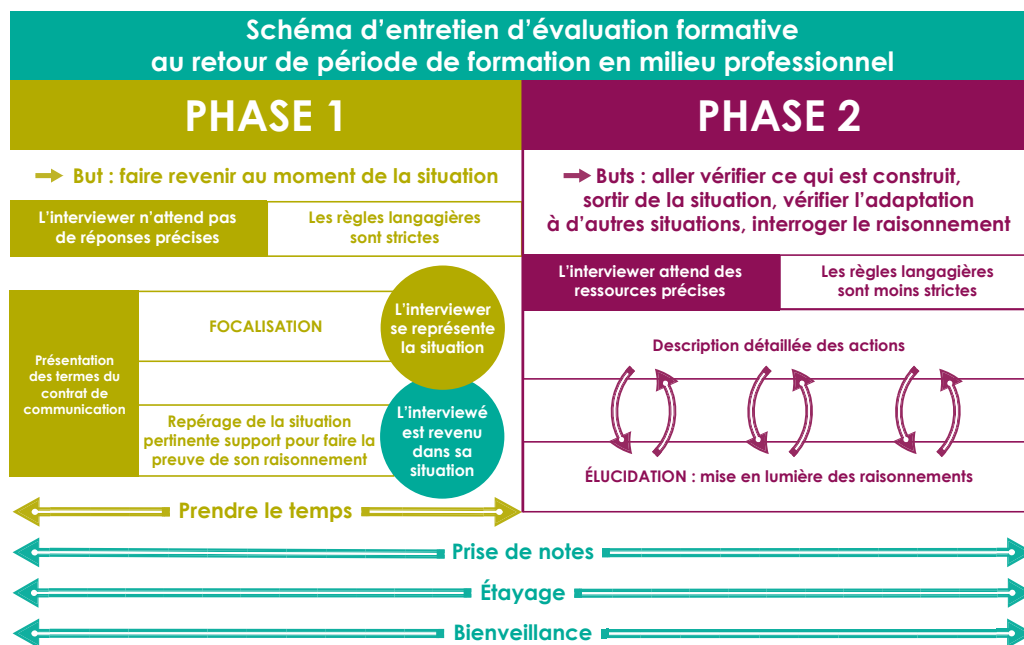 Schéma d'entretien d'évaluation formative
au retour de période de formation en milieu professionnel
PHASE 1
But : faire revenir au moment de la situation
L'interviewer n'attend pas
de réponses précises
Les règles langagières
sont strictes
Présentation
des termes du
contrat de
communication
FOCALISATION
L'interviewer
se représente
la situation
Repérage de la situation
pertinente support pour faire la
preuve de son raisonnement
L'interviewé
est revenu
dans sa
situation
Prendre le temps
PHASE 2
Buts : aller vérifier ce qui est construit,
sortir de la situation, vérifier l'adaptation
à d'autres situations, interroger le raisonnement
L'interviewer attend des
ressources précises
Les règles langagières
sont moins strictes
Description détaillée des actions
ÉLUCIDATION : mise en lumière des raisonnements
Prise de notes
Étayage
Bienveillance